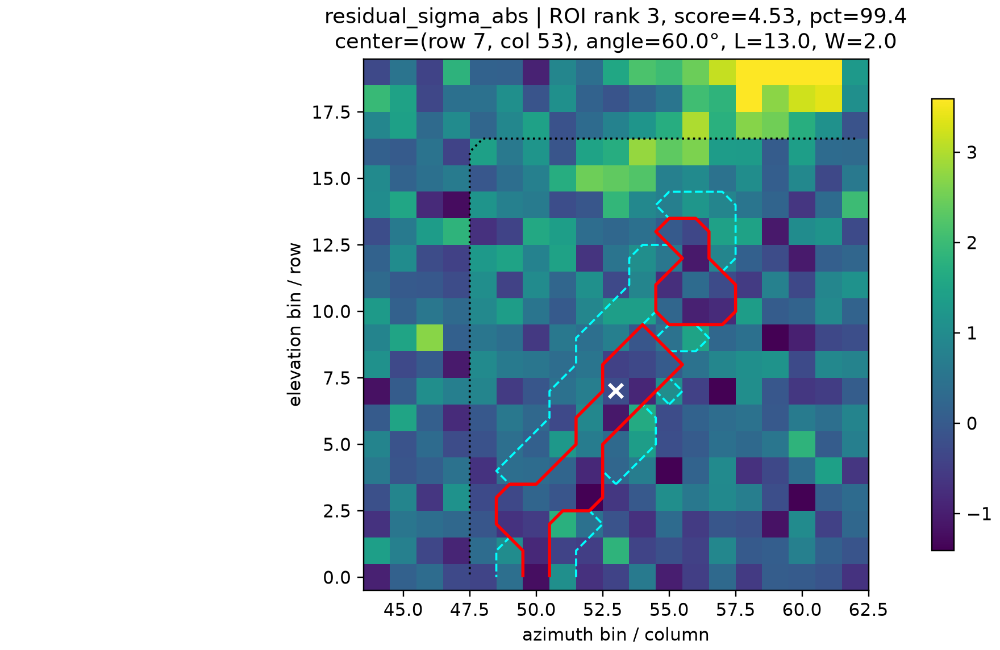 residual_sigma_abs | ROI rank 3, score=4.53, pct=99.4
center=(row 7, col 53), angle=60.0°, L=13.0, W=2.0
17.5
15.0
12.5
10.0
7.5
5.0
2.5
0.0
elevation bin / row
45.0 47.5 50.0 52.5 55.0 57.5 60.0 62.5
azimuth bin / column
3
2
1
0
−1